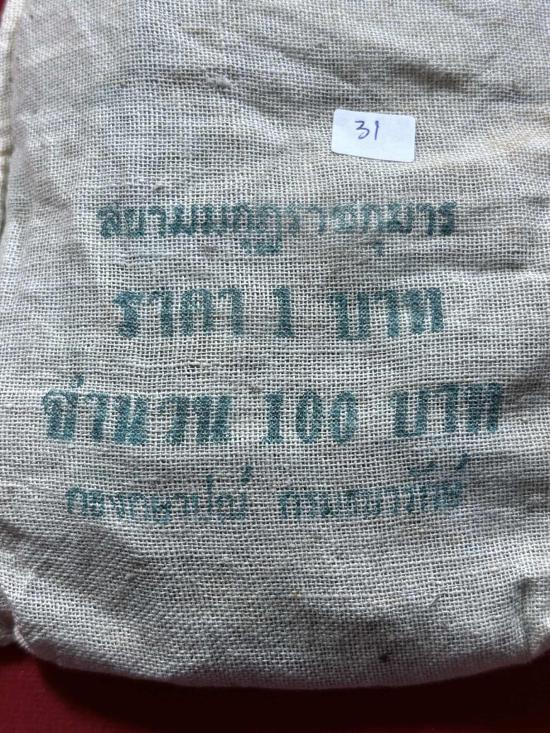 31
สยามมกุฎราชกุมาร
ราคา 1 บาท
จำนวน 100 บาท
กองกษาปณ์ กรมธนารักษ์